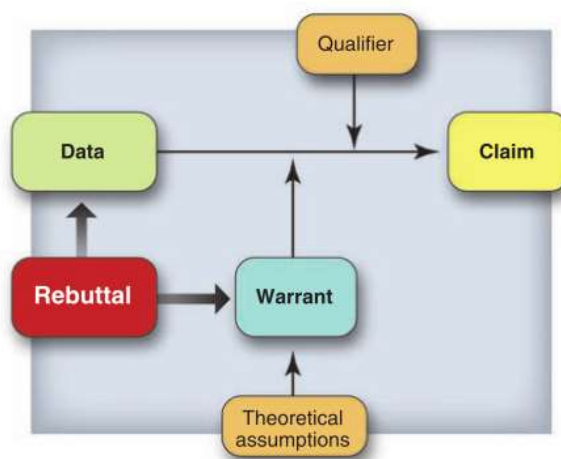 Qualifier
Data
Claim
Rebuttal
Warrant
Theoretical
assumptions